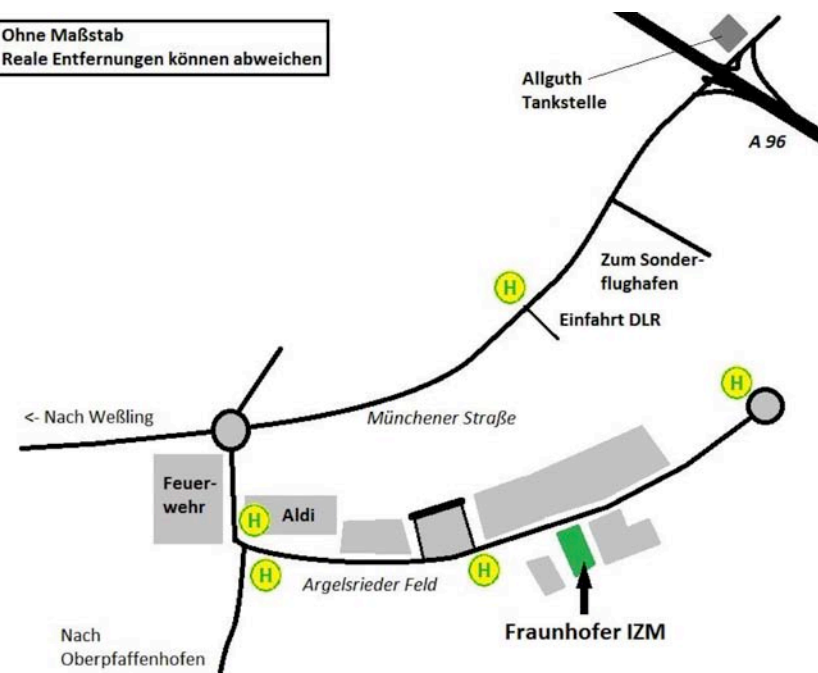 Ohne Maßstab
Reale Entfernungen können abweichen
Allguth
Tankstelle
A 96
Zum Sonder-
flughafen
H
Einfahrt DLR
H
<- Nach Weßling
Münchener Straße
Feuer-
wehr
H
Aldi
H
H
Argelsrieder Feld
Fraunhofer IZM
Nach
Oberpfaffenhofen